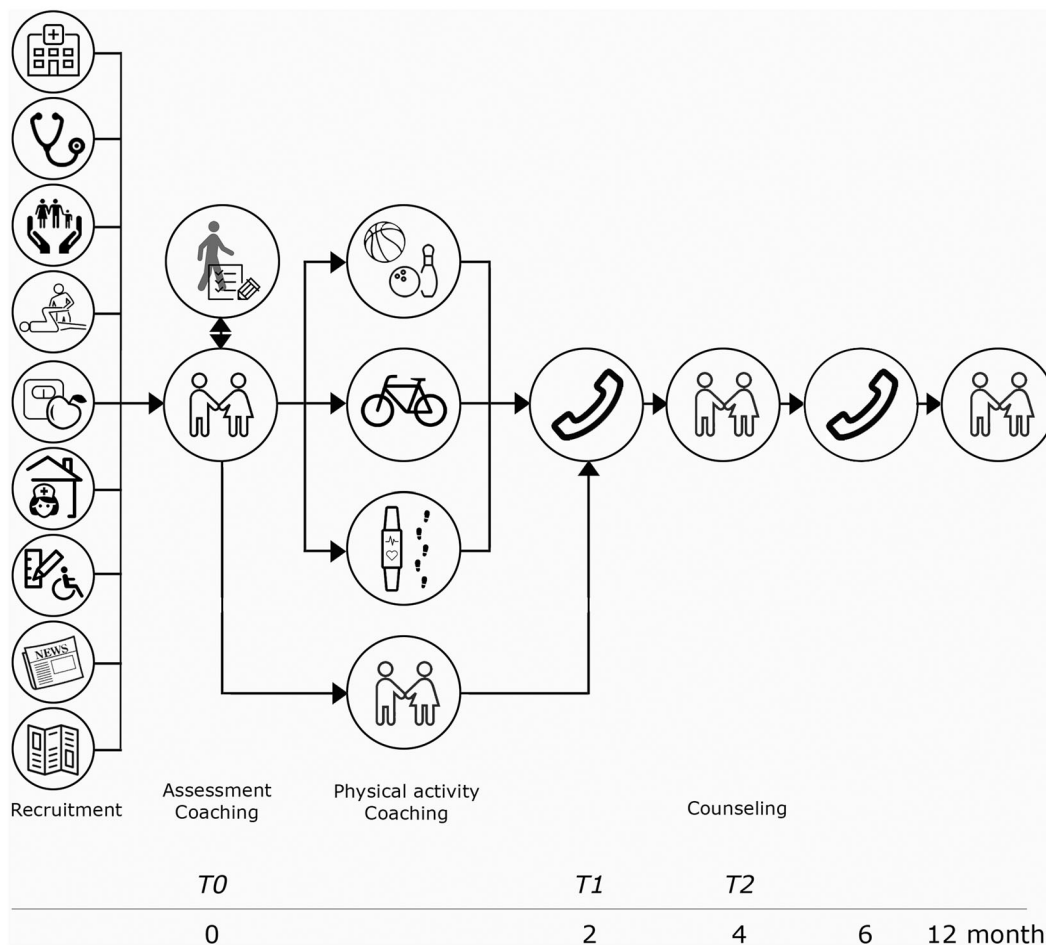 NEWS
Recruitment
Assessment
Coaching
Physical activity
Coaching
Counseling
T0
T1
T2
0
2
4
6
12 month